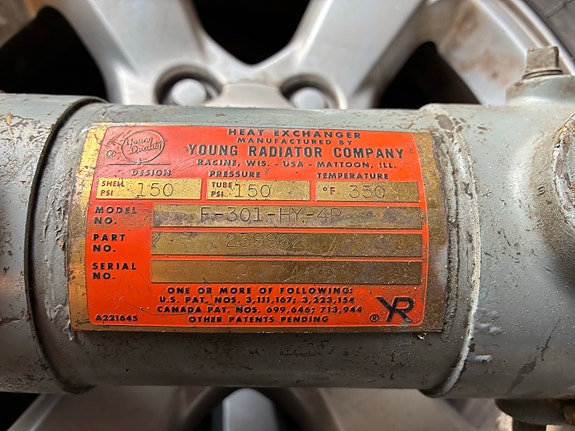 HEAT EXCHANGER
MANUFACTURED BY
YOUNG RADIATOR COMPANY
RACINE, WIS. - USA - MATTOON, ILL.
Young
Quality
DESIGN PRESSURE TEMPERATURE
SHELL PSI 150 TUBE PSI 150 °F 350
MODEL NO. F-301-HY-4P
PART NO.
SERIAL NO.
ONE OR MORE OF FOLLOWING:
U.S. PAT. NOS. 3,111,167; 3,223,154
CANADA PAT. NOS. 699,646; 713,944
OTHER PATENTS PENDING
A221645
® YR